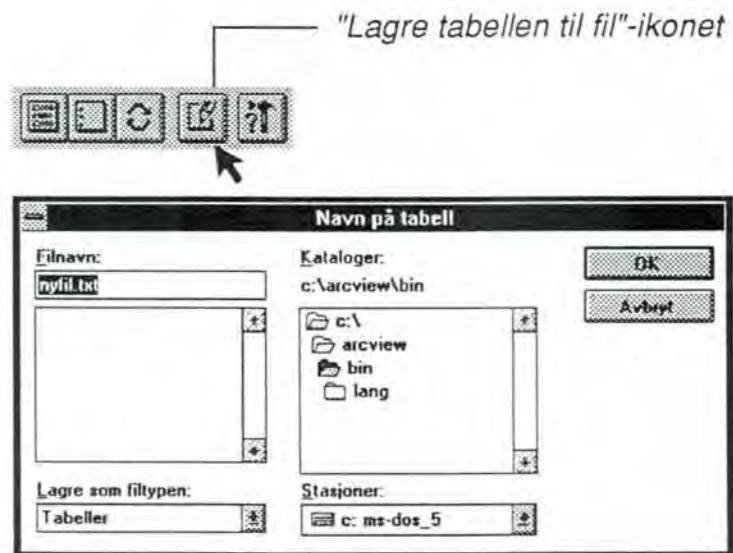 "Lagre tabellen til fil"-ikonet
Navn på tabell
Filnavn:
nyfil.txt
Kataloger:
c:\arcview\bin
c:\
arcview
bin
lang
OK
Avbryt
Lagre som filtypen:
Tabeller
Stasjoner:
c: ms-dos_5